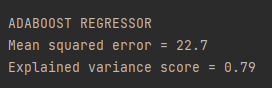 ADABOOST REGRESSOR
Mean squared error = 22.7
Explained variance score = 0.79